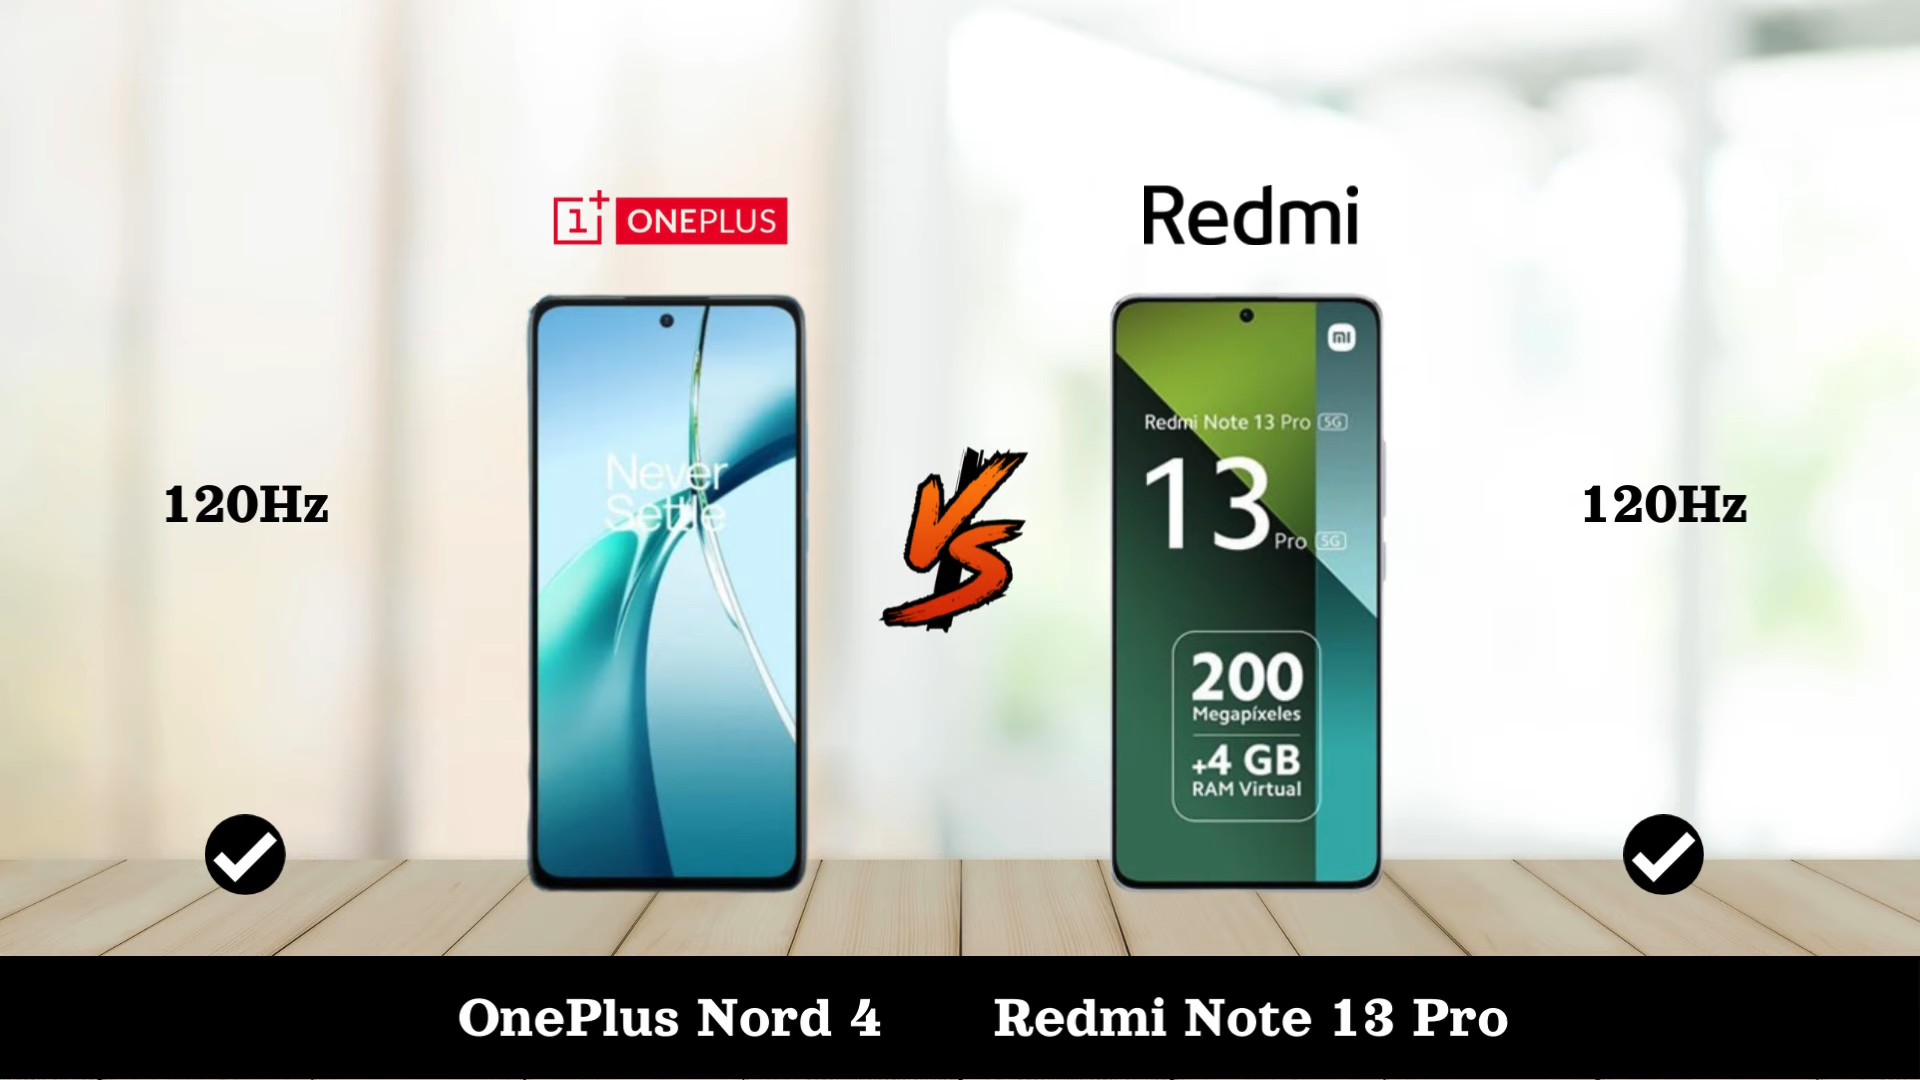 1+ ONEPLUS
Redmi
Never
Settle
Redmi Note 13 Pro 5G
13
Pro 5G
200
Megapíxeles
+4 GB
RAM Virtual
120Hz
VS
120Hz
OnePlus Nord 4
Redmi Note 13 Pro